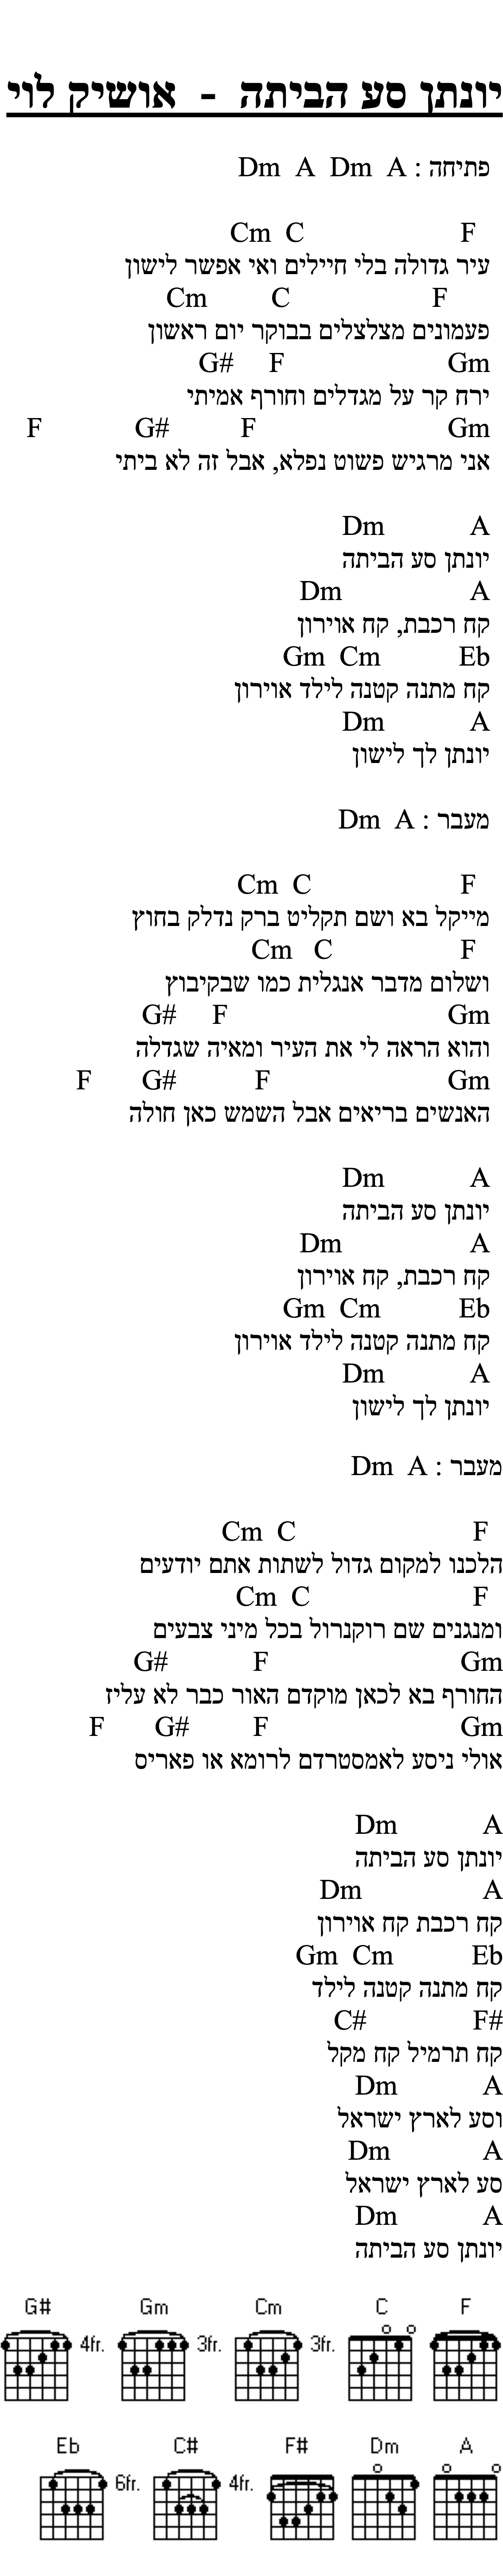 יונתן סע הביתה - אושיק לוי
פתיחה : Dm A Dm A
Cm C F
עיר גדולה בלי חיילים ואי אפשר לישון
Cm C F
פעמונים מצלצלים בבוקר יום ראשון
G# F Gm
ירח קר על מגדלים וחורף אמיתי
F G# F Gm
אני מרגיש פשוט נפלא, אבל זה לא ביתי
Dm A
יונתן סע הביתה
Dm A
קח רכבת, קח אוירון
Gm Cm Eb
קח מתנה קטנה לילד אוירון
Dm A
יונתן לך לישון
מעבר : Dm A
Cm C F
מייקל בא ושם תקליט ברק נדלק בחוץ
Cm C F
ושלום מדבר אנגלית כמו שבקיבוץ
G# F Gm
והוא הראה לי את העיר ומאיה שגדלה
F G# F Gm
האנשים בריאים אבל השמש כאן חולה
Dm A
יונתן סע הביתה
Dm A
קח רכבת, קח אוירון
Gm Cm Eb
קח מתנה קטנה לילד אוירון
Dm A
יונתן לך לישון
מעבר : Dm A
Cm C F
הלכנו למקום גדול לשתות אתם יודעים
Cm C F
ומנגנים שם רוקנרול בכל מיני צבעים
G# F Gm
החורף בא לכאן מוקדם האור כבר לא עליז
F G# F Gm
אולי ניסע לאמסטרדם לרומא או פאריס
Dm A
יונתן סע הביתה
Dm A
קח רכבת קח אוירון
Gm Cm Eb
קח מתנה קטנה לילד
C# F#
קח תרמיל קח מקל
Dm A
וסע לארץ ישראל
Dm A
סע לארץ ישראל
Dm A
יונתן סע הביתה
G# Gm Cm C F
4fr. 3fr. 3fr.
Eb C# F# Dm A
6fr. 4fr.